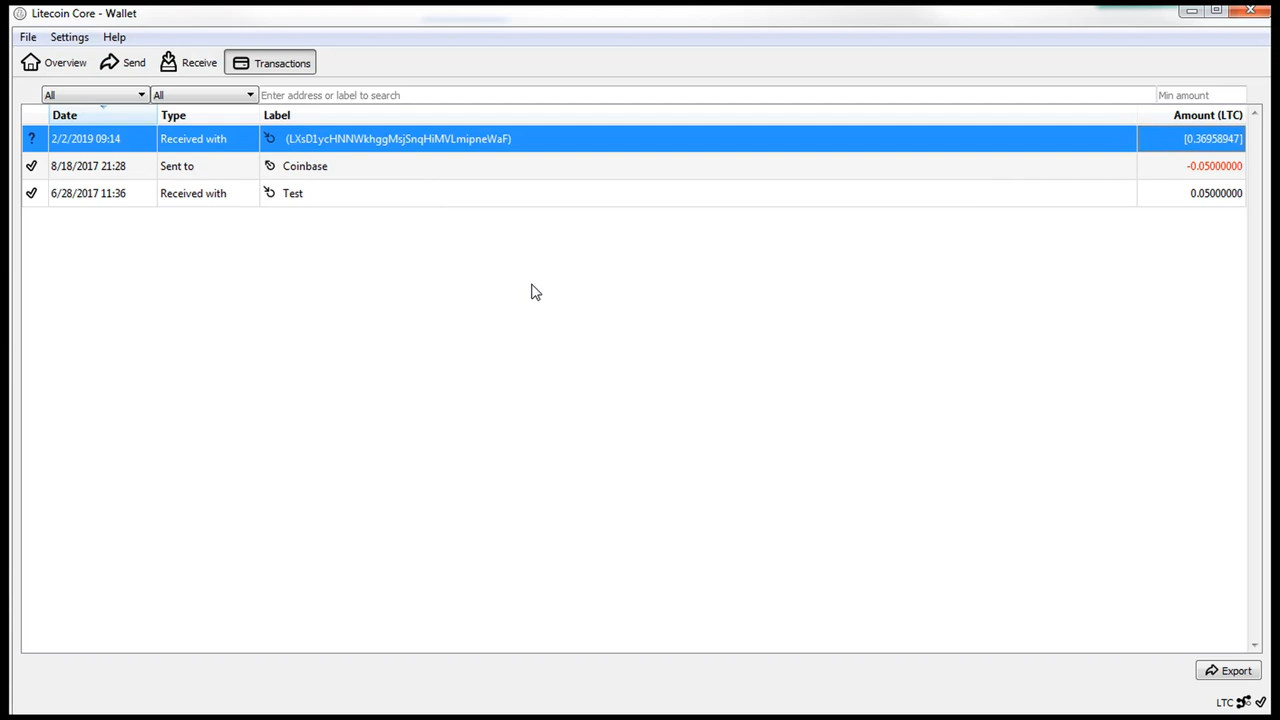 Litecoin Core - Wallet
File Settings Help
Overview Send Receive Transactions
All All Enter address or label to search Min amount
Date Type Label Amount (LTC)
? 2/2/2019 09:14 Received with (LXsD1ycHNNWkhggMsjSnqHiMVLmipneWaF) [0.36958947]
8/18/2017 21:28 Sent to Coinbase -0.05000000
6/28/2017 11:36 Received with Test 0.05000000
Export
LTC